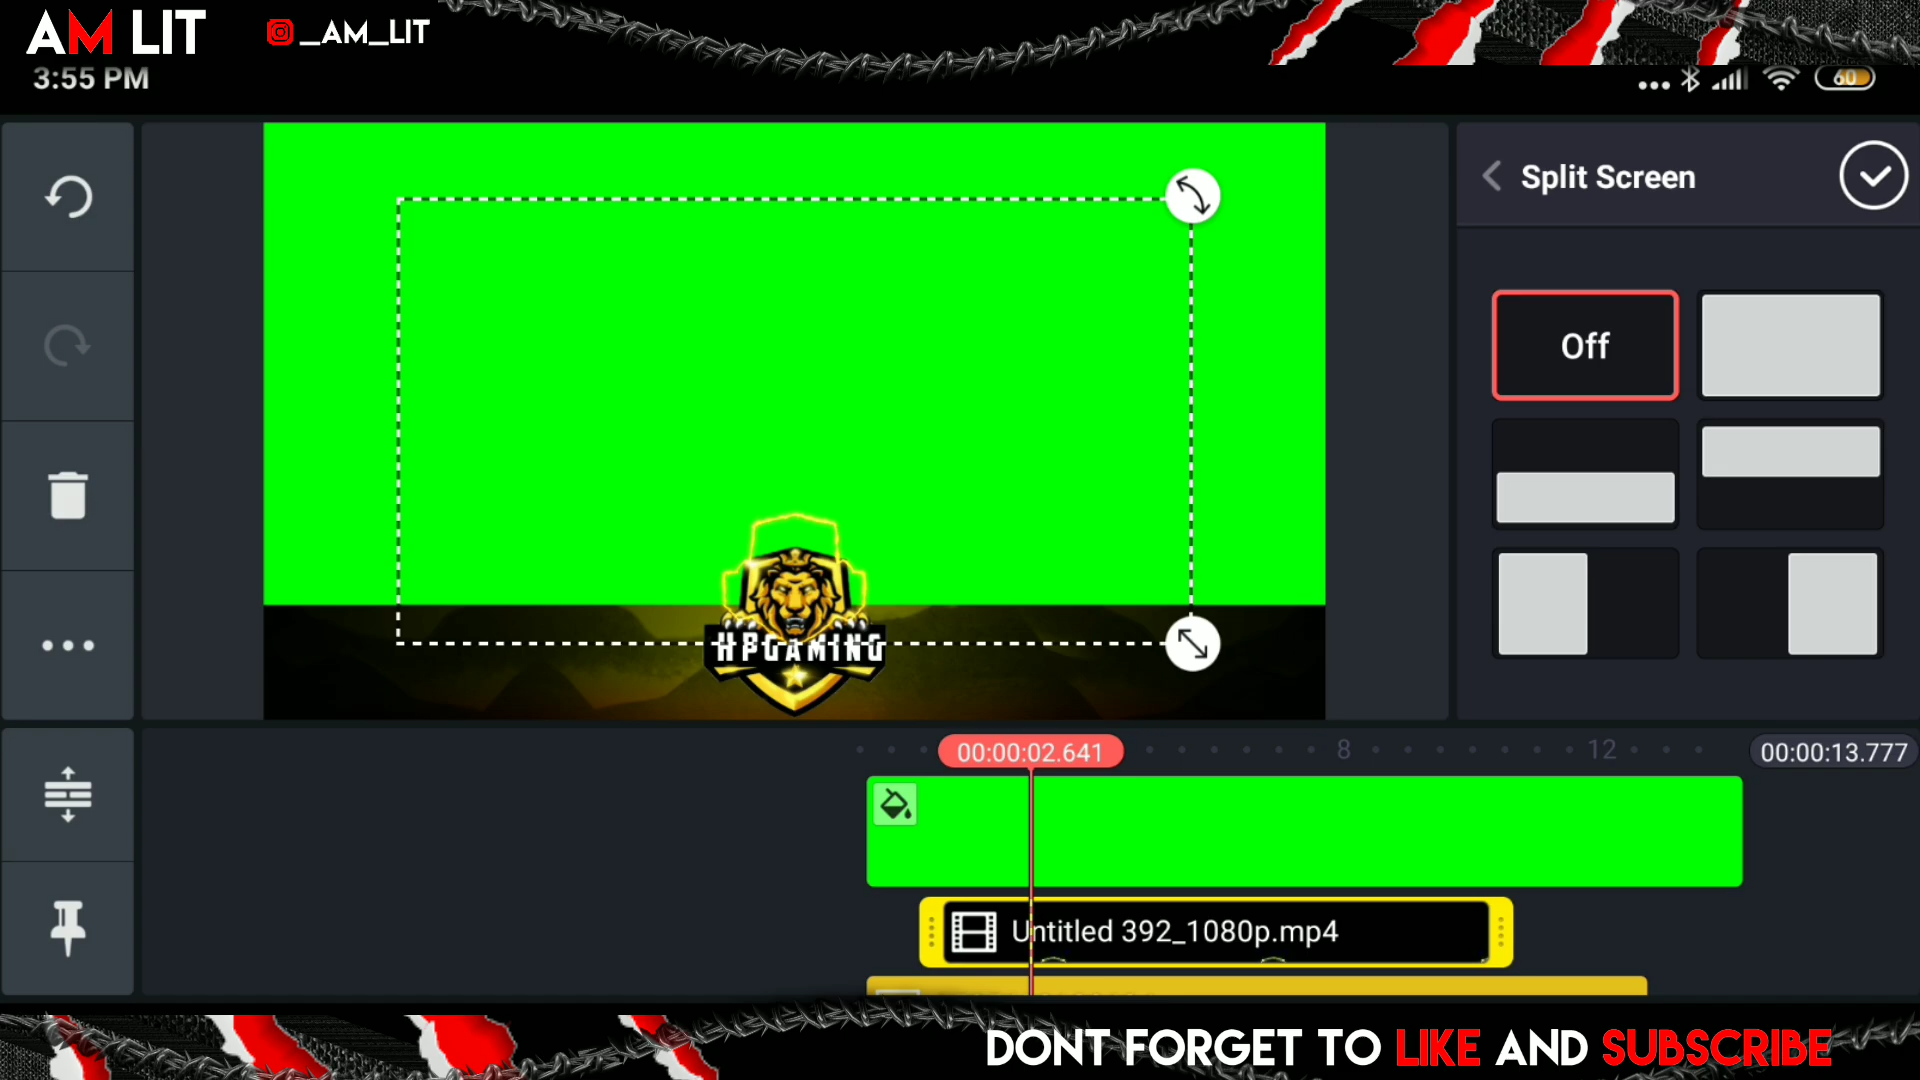 AM LIT
_AM_LIT
3:55 PM
60
Split Screen
Off
HPGAMING
00:00:02.641
8
12
00:00:13.777
Untitled 392_1080p.mp4
DONT FORGET TO LIKE AND SUBSCRIBE